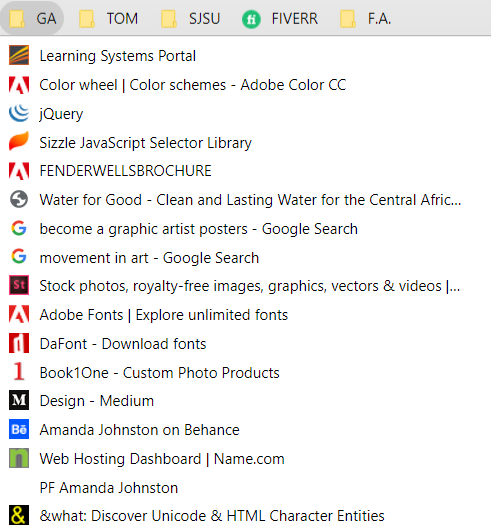 GA TOM SJSU FIVERR F.A.
Learning Systems Portal
Color wheel | Color schemes - Adobe Color CC
jQuery
Sizzle JavaScript Selector Library
FENDERWELLSBROCHURE
Water for Good - Clean and Lasting Water for the Central Afric...
become a graphic artist posters - Google Search
movement in art - Google Search
St Stock photos, royalty-free images, graphics, vectors & videos |...
Adobe Fonts | Explore unlimited fonts
DaFont - Download fonts
1 Book1One - Custom Photo Products
M Design - Medium
Bē Amanda Johnston on Behance
n Web Hosting Dashboard | Name.com
PF Amanda Johnston
& &what: Discover Unicode & HTML Character Entities